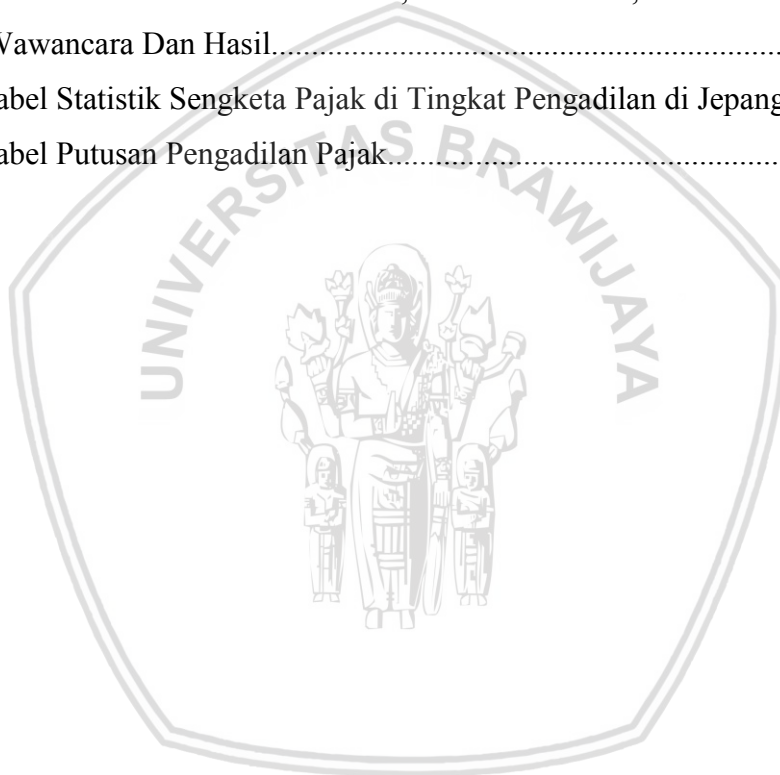 Wawancara Dan Hasil.............................................................................
abel Statistik Sengketa Pajak di Tingkat Pengadilan di Jepang
abel Putusan Pengadilan Pajak............................................................
UNIVERSITAS BRAWIJAYA